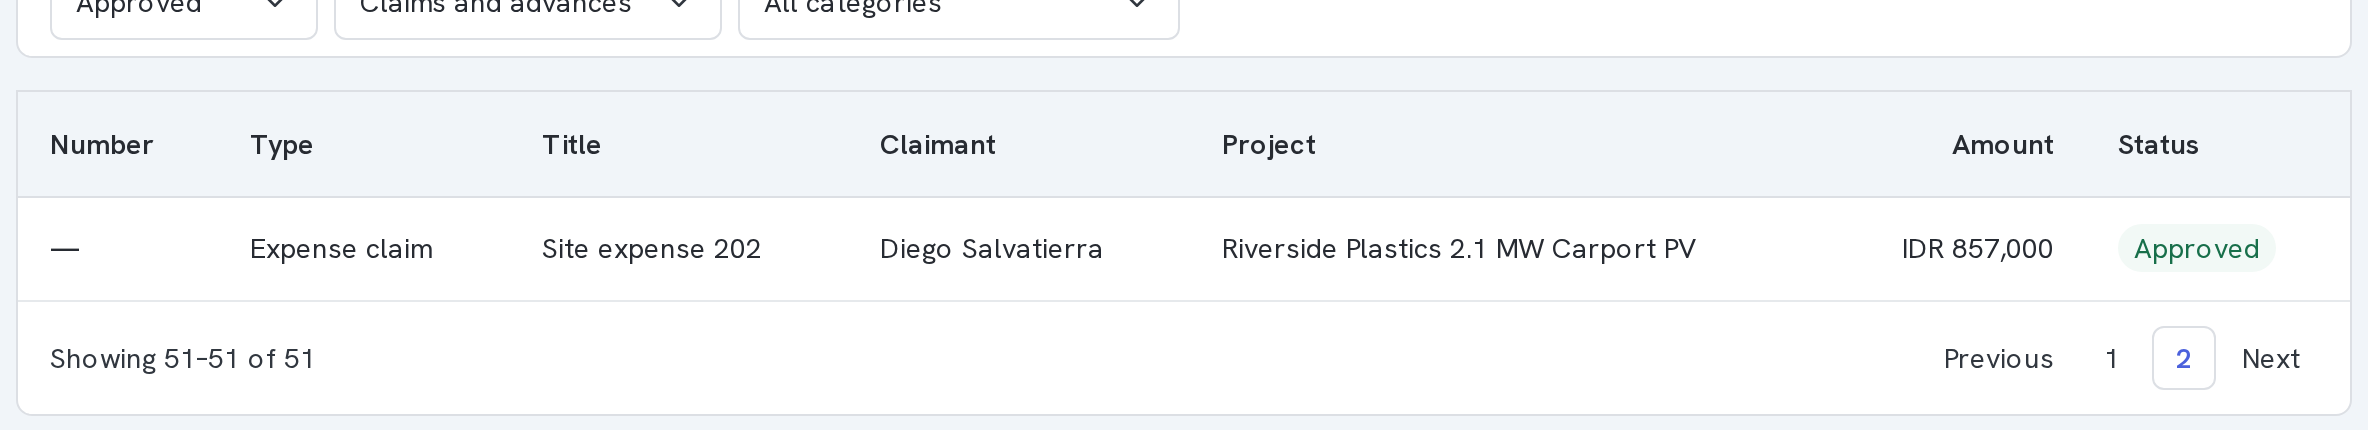 Approved Claims and advances All categories
Number Type Title Claimant Project Amount Status
— Expense claim Site expense 202 Diego Salvatierra Riverside Plastics 2.1 MW Carport PV IDR 857,000 Approved
Showing 51–51 of 51 Previous 1 2 Next